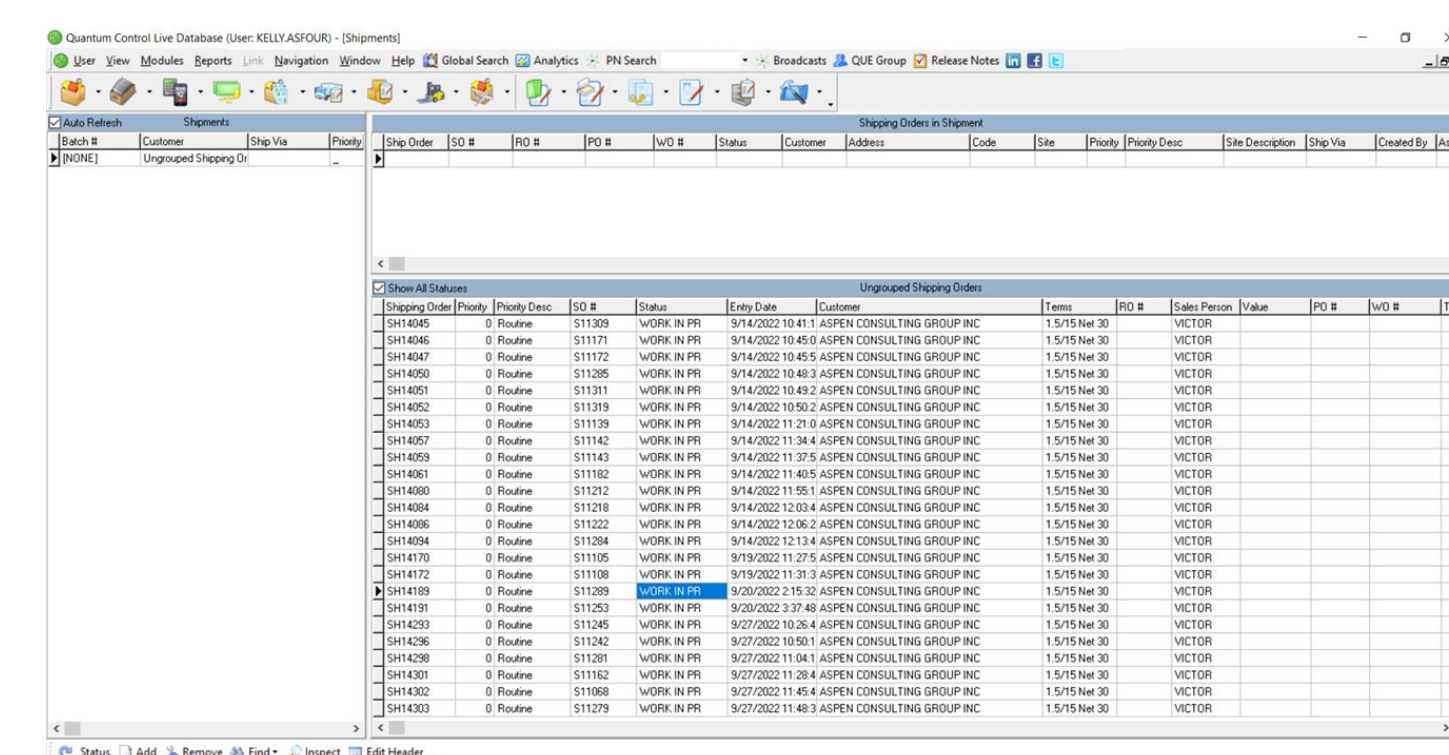 Quantum Control Live Database (User: KELLY.ASFOUR) - [Shipments]
User View Modules Reports Link Navigation Window Help Global Search Analytics PN Search Broadcasts QUE Group Release Notes
Auto Refresh Shipments Shipping Orders in Shipment
Batch # Customer Ship Via Priority Ship Order SO # RO # PO # WO # Status Customer Address Code Site Priority Priority Desc Site Description Ship Via Created By As
[NONE] Ungrouped Shipping Or _
Show All Statuses Ungrouped Shipping Orders
Shipping Order Priority Priority Desc SO # Status Entry Date Customer Terms RO # Sales Person Value PO # WO # T
SH14045 0 Routine S11309 WORK IN PR 9/14/2022 10:41:1 ASPEN CONSULTING GROUP INC 1.5/15 Net 30 VICTOR
SH14046 0 Routine S11171 WORK IN PR 9/14/2022 10:45:0 ASPEN CONSULTING GROUP INC 1.5/15 Net 30 VICTOR
SH14047 0 Routine S11172 WORK IN PR 9/14/2022 10:45:5 ASPEN CONSULTING GROUP INC 1.5/15 Net 30 VICTOR
SH14050 0 Routine S11285 WORK IN PR 9/14/2022 10:48:3 ASPEN CONSULTING GROUP INC 1.5/15 Net 30 VICTOR
SH14051 0 Routine S11311 WORK IN PR 9/14/2022 10:49:2 ASPEN CONSULTING GROUP INC 1.5/15 Net 30 VICTOR
SH14052 0 Routine S11319 WORK IN PR 9/14/2022 10:50:2 ASPEN CONSULTING GROUP INC 1.5/15 Net 30 VICTOR
SH14053 0 Routine S11139 WORK IN PR 9/14/2022 11:21:0 ASPEN CONSULTING GROUP INC 1.5/15 Net 30 VICTOR
SH14057 0 Routine S11142 WORK IN PR 9/14/2022 11:34:4 ASPEN CONSULTING GROUP INC 1.5/15 Net 30 VICTOR
SH14059 0 Routine S11143 WORK IN PR 9/14/2022 11:37:5 ASPEN CONSULTING GROUP INC 1.5/15 Net 30 VICTOR
SH14061 0 Routine S11182 WORK IN PR 9/14/2022 11:40:5 ASPEN CONSULTING GROUP INC 1.5/15 Net 30 VICTOR
SH14080 0 Routine S11212 WORK IN PR 9/14/2022 11:55:1 ASPEN CONSULTING GROUP INC 1.5/15 Net 30 VICTOR
SH14084 0 Routine S11218 WORK IN PR 9/14/2022 12:03:4 ASPEN CONSULTING GROUP INC 1.5/15 Net 30 VICTOR
SH14086 0 Routine S11222 WORK IN PR 9/14/2022 12:06:2 ASPEN CONSULTING GROUP INC 1.5/15 Net 30 VICTOR
SH14094 0 Routine S11284 WORK IN PR 9/14/2022 12:13:4 ASPEN CONSULTING GROUP INC 1.5/15 Net 30 VICTOR
SH14170 0 Routine S11105 WORK IN PR 9/19/2022 11:27:5 ASPEN CONSULTING GROUP INC 1.5/15 Net 30 VICTOR
SH14172 0 Routine S11108 WORK IN PR 9/19/2022 11:31:3 ASPEN CONSULTING GROUP INC 1.5/15 Net 30 VICTOR
SH14189 0 Routine S11289 WORK IN PR 9/20/2022 2:15:32 ASPEN CONSULTING GROUP INC 1.5/15 Net 30 VICTOR
SH14191 0 Routine S11253 WORK IN PR 9/20/2022 3:37:48 ASPEN CONSULTING GROUP INC 1.5/15 Net 30 VICTOR
SH14293 0 Routine S11245 WORK IN PR 9/27/2022 10:26:4 ASPEN CONSULTING GROUP INC 1.5/15 Net 30 VICTOR
SH14296 0 Routine S11242 WORK IN PR 9/27/2022 10:50:1 ASPEN CONSULTING GROUP INC 1.5/15 Net 30 VICTOR
SH14298 0 Routine S11281 WORK IN PR 9/27/2022 11:04:1 ASPEN CONSULTING GROUP INC 1.5/15 Net 30 VICTOR
SH14301 0 Routine S11162 WORK IN PR 9/27/2022 11:28:4 ASPEN CONSULTING GROUP INC 1.5/15 Net 30 VICTOR
SH14302 0 Routine S11068 WORK IN PR 9/27/2022 11:45:4 ASPEN CONSULTING GROUP INC 1.5/15 Net 30 VICTOR
SH14303 0 Routine S11279 WORK IN PR 9/27/2022 11:48:3 ASPEN CONSULTING GROUP INC 1.5/15 Net 30 VICTOR
Status Add Remove Find Inspect Edit Header